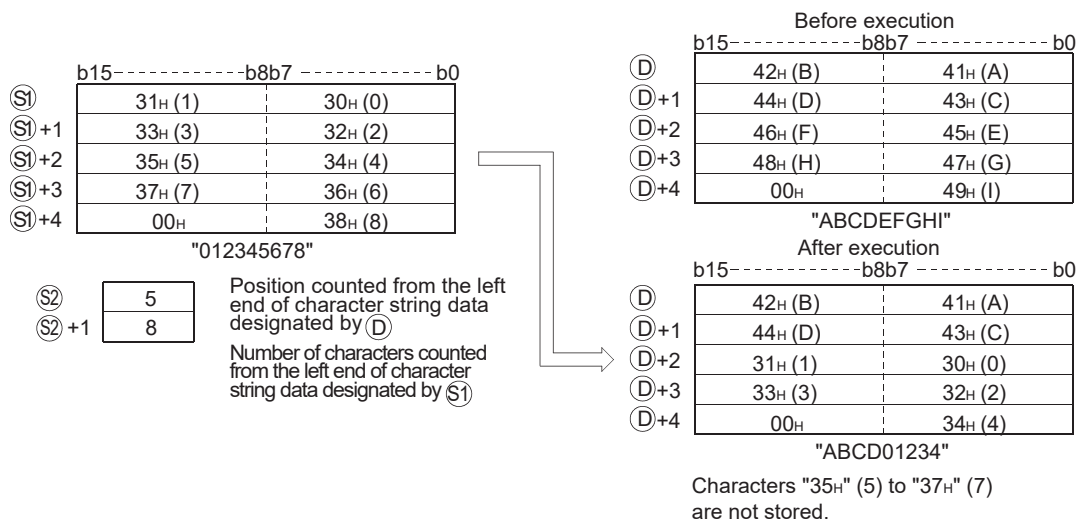 b15 b8b7 b0
S1 31H (1) 30H (0)
S1 +1 33H (3) 32H (2)
S1 +2 35H (5) 34H (4)
S1 +3 37H (7) 36H (6)
S1 +4 00H 38H (8)
"012345678"
S2 5
S2 +1 8
Position counted from the left
end of character string data
designated by D
Number of characters counted
from the left end of character
string data designated by S1
Before execution
b15 b8b7 b0
D 42H (B) 41H (A)
D+1 44H (D) 43H (C)
D+2 46H (F) 45H (E)
D+3 48H (H) 47H (G)
D+4 00H 49H (I)
"ABCDEFGHI"
After execution
b15 b8b7 b0
D 42H (B) 41H (A)
D+1 44H (D) 43H (C)
D+2 31H (1) 30H (0)
D+3 33H (3) 32H (2)
D+4 00H 34H (4)
"ABCD01234"
Characters "35H" (5) to "37H" (7)
are not stored.